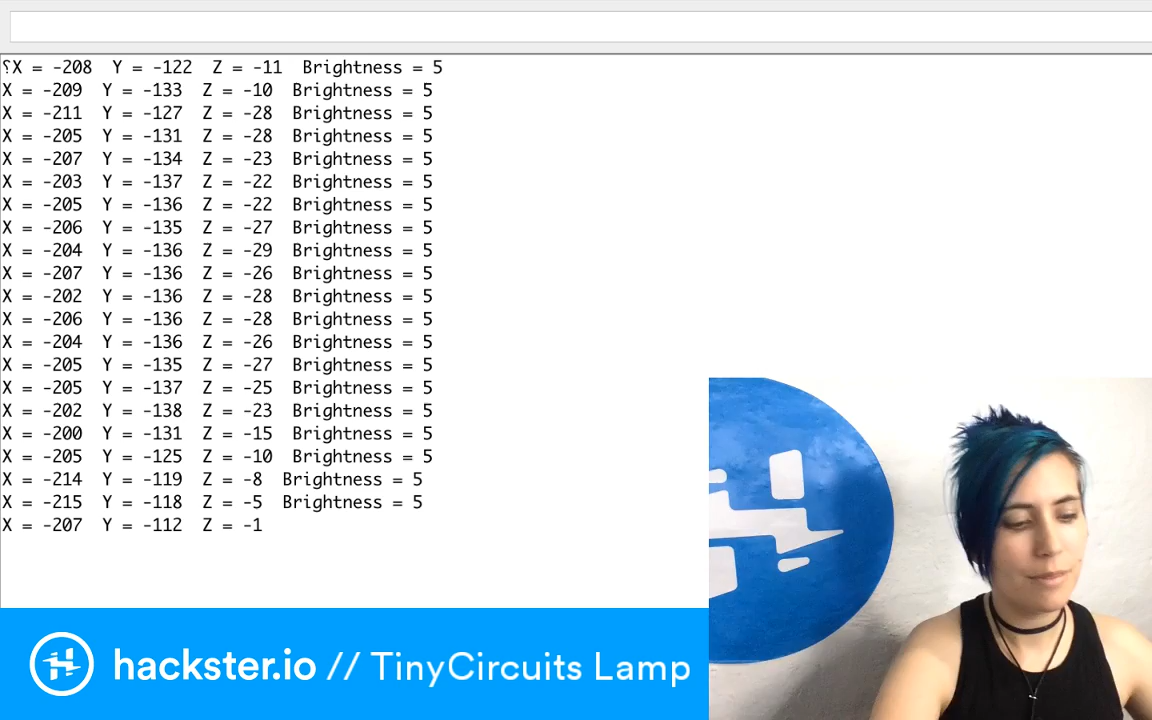 ⸮X = -208  Y = -122  Z = -11  Brightness = 5
X = -209  Y = -133  Z = -10  Brightness = 5
X = -211  Y = -127  Z = -28  Brightness = 5
X = -205  Y = -131  Z = -28  Brightness = 5
X = -207  Y = -134  Z = -23  Brightness = 5
X = -203  Y = -137  Z = -22  Brightness = 5
X = -205  Y = -136  Z = -22  Brightness = 5
X = -206  Y = -135  Z = -27  Brightness = 5
X = -204  Y = -136  Z = -29  Brightness = 5
X = -207  Y = -136  Z = -26  Brightness = 5
X = -202  Y = -136  Z = -28  Brightness = 5
X = -206  Y = -136  Z = -28  Brightness = 5
X = -204  Y = -136  Z = -26  Brightness = 5
X = -205  Y = -135  Z = -27  Brightness = 5
X = -205  Y = -137  Z = -25  Brightness = 5
X = -202  Y = -138  Z = -23  Brightness = 5
X = -200  Y = -131  Z = -15  Brightness = 5
X = -205  Y = -125  Z = -10  Brightness = 5
X = -214  Y = -119  Z = -8  Brightness = 5
X = -215  Y = -118  Z = -5  Brightness = 5
X = -207  Y = -112  Z = -1
hackster.io // TinyCircuits Lamp